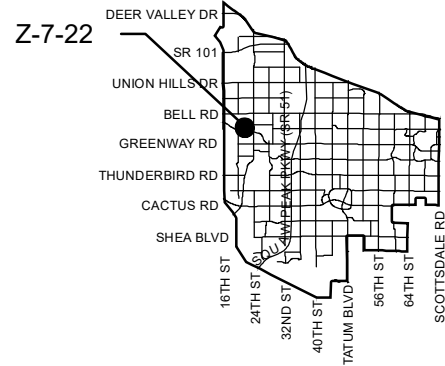 Z-7-22
DEER VALLEY DR
SR 101
UNION HILLS DR
BELL RD
GREENWAY RD
THUNDERBIRD RD
CACTUS RD
SHEA BLVD
SQUAW PEAK PKWY (SR 51)
16TH ST
24TH ST
32ND ST
40TH ST
TATUM BLVD
56TH ST
64TH ST
SCOTTSDALE RD